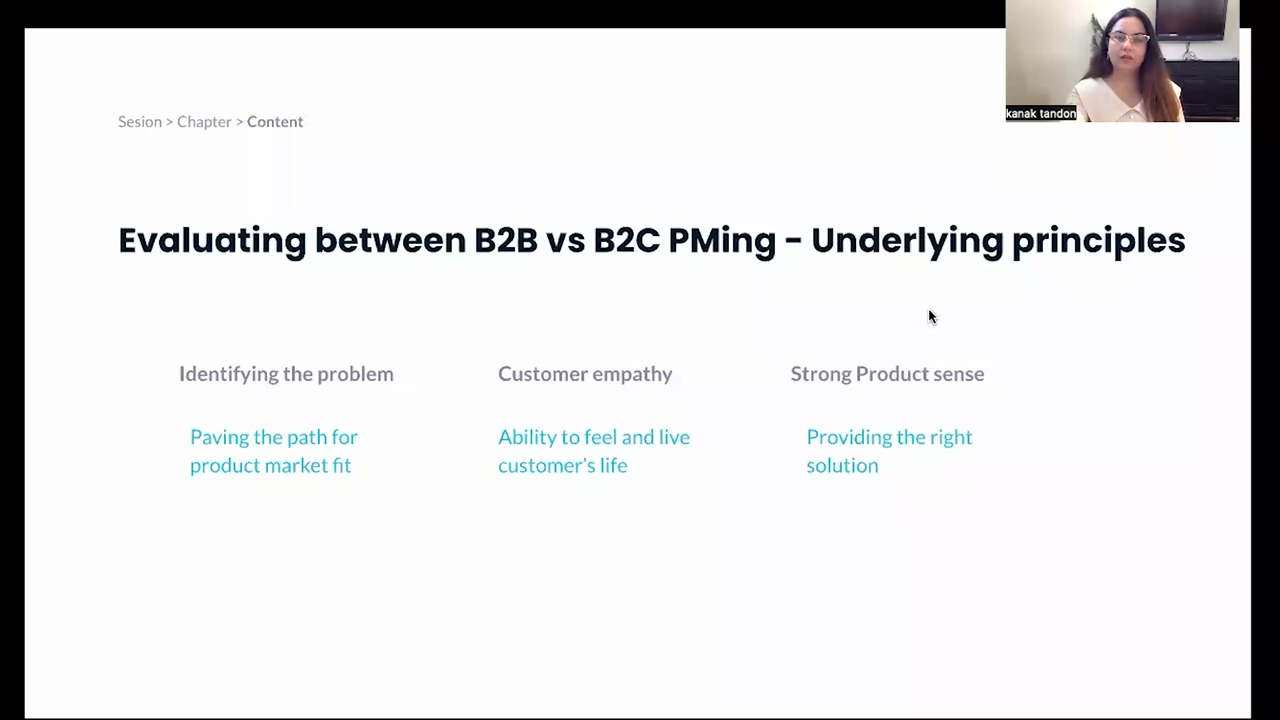 kanak tandon
Sesion > Chapter > Content
Evaluating between B2B vs B2C PMing - Underlying principles
Identifying the problem
Paving the path for
product market fit
Customer empathy
Ability to feel and live
customer's life
Strong Product sense
Providing the right
solution